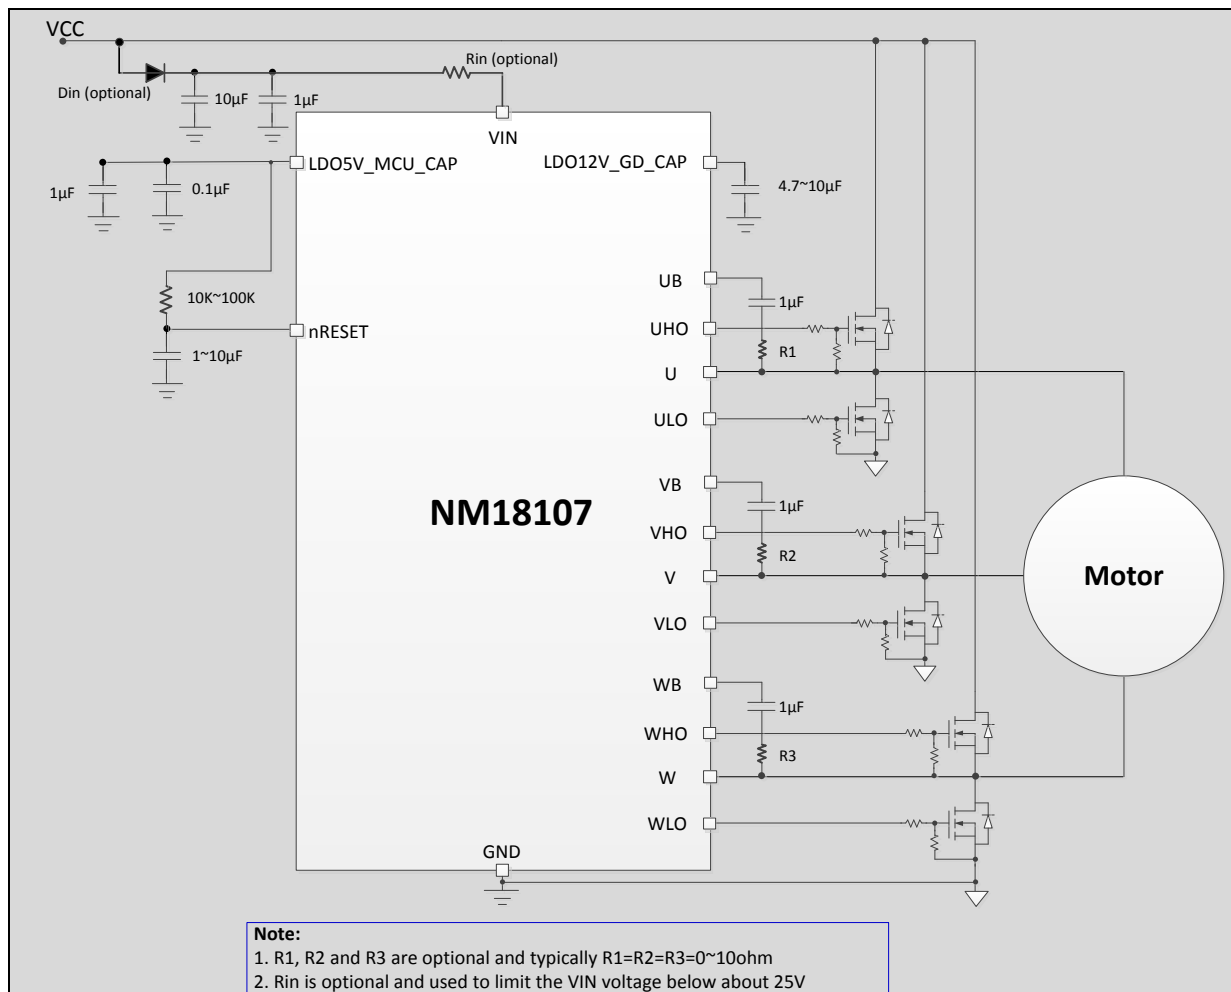 VCC
Rin (optional)
Din (optional)
10µF
1µF
VIN
LDO5V_MCU_CAP
LDO12V_GD_CAP
1µF
0.1µF
4.7~10µF
10K~100K
nRESET
1~10µF
UB
1µF
UHO
R1
U
ULO
NM18107
VB
1µF
VHO
R2
V
Motor
VLO
WB
1µF
WHO
R3
W
WLO
GND
Note:
1. R1, R2 and R3 are optional and typically R1=R2=R3=0~10ohm
2. Rin is optional and used to limit the VIN voltage below about 25V